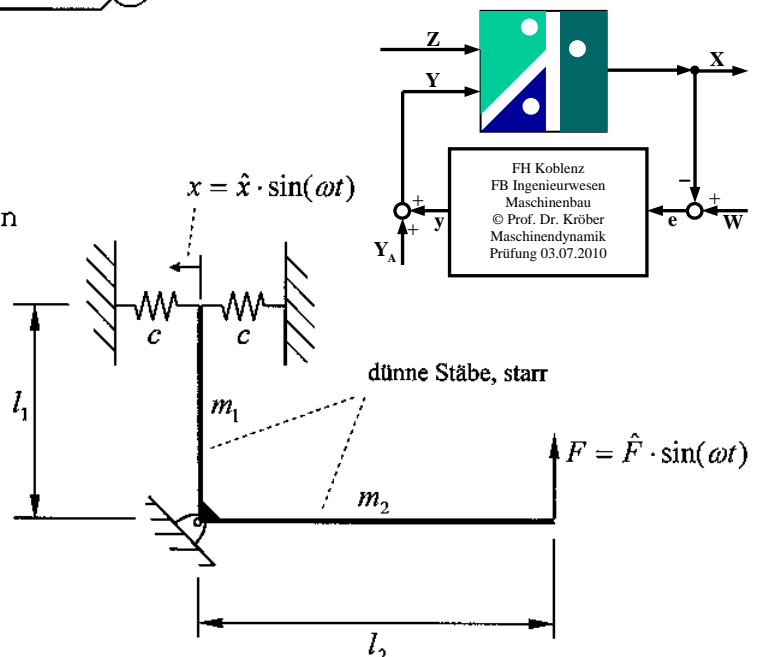 Z
Y
X
FH Koblenz
FB Ingenieurwesen
Maschinenbau
© Prof. Dr. Kröber
Maschinendynamik
Prüfung 03.07.2010
+
y
+
Y_A
−
e
+
W
n
x = x̂ · sin(ωt)
c
c
l₁
m₁
dünne Stäbe, starr
m₂
F = F̂ · sin(ωt)
l₂